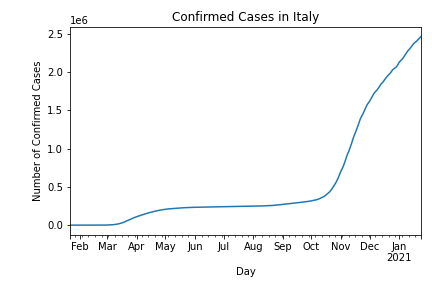 Confirmed Cases in Italy
1e6
2.5
2.0
1.5
1.0
0.5
0.0
Number of Confirmed Cases
Feb Mar Apr May Jun Jul Aug Sep Oct Nov Dec Jan
2021
Day